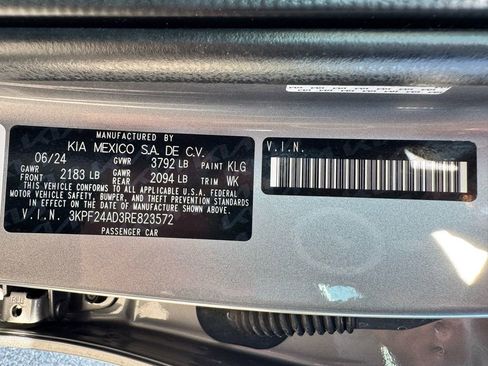 MANUFACTURED BY
KIA MEXICO S.A. DE C.V.
06/24 GVWR 3792 LB PAINT KLG
GAWR FRONT 2183 LB GAWR REAR 2094 LB TRIM WK
THIS VEHICLE CONFORMS TO ALL APPLICABLE U.S.A. FEDERAL
MOTOR VEHICLE SAFETY, BUMPER, AND THEFT PREVENTION STANDARDS
IN EFFECT ON THE DATE OF MANUFACTURE SHOWN ABOVE.
V.I.N. 3KPF24AD3RE823572
PASSENGER CAR
V.I.N.